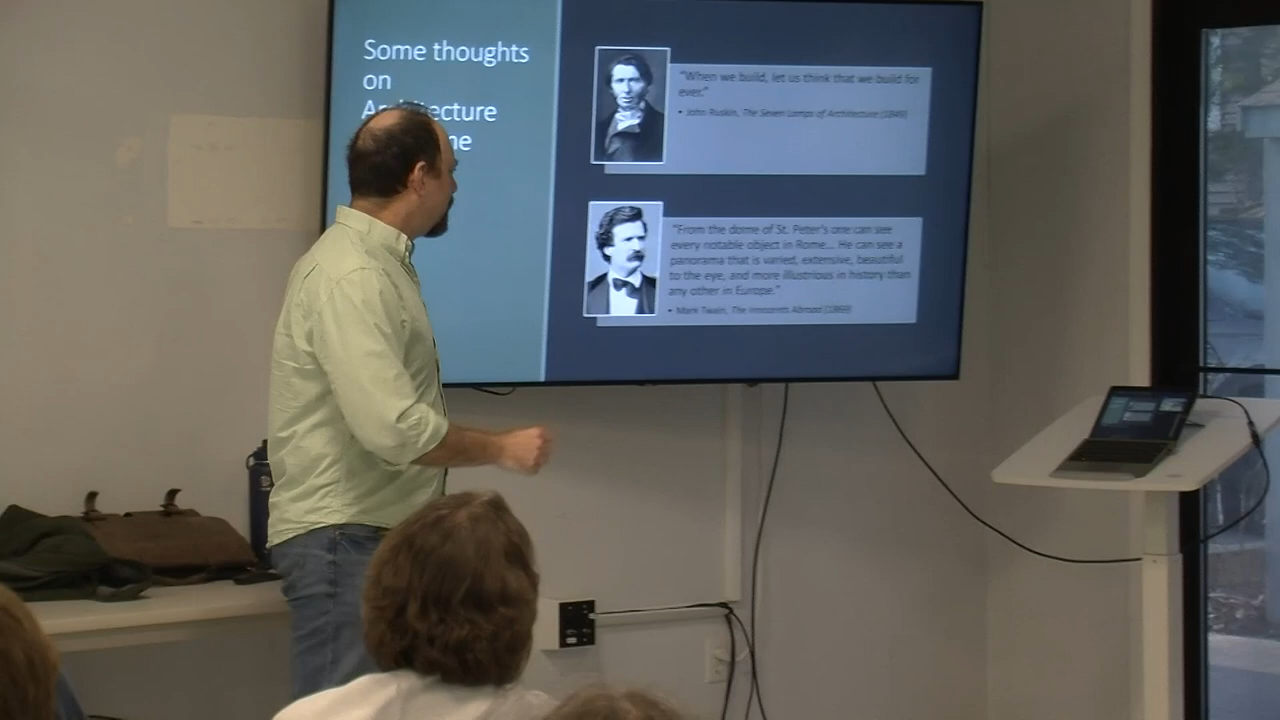 Some thoughts
on
Architecture
me
"When we build, let us think that we build for
ever."
• John Ruskin, The Seven Lamps of Architecture (1849)
"From the dome of St. Peter's one can see
every notable object in Rome... He can see a
panorama that is varied, extensive, beautiful
to the eye, and more illustrious in history than
any other in Europe."
• Mark Twain, The Innocents Abroad (1869)